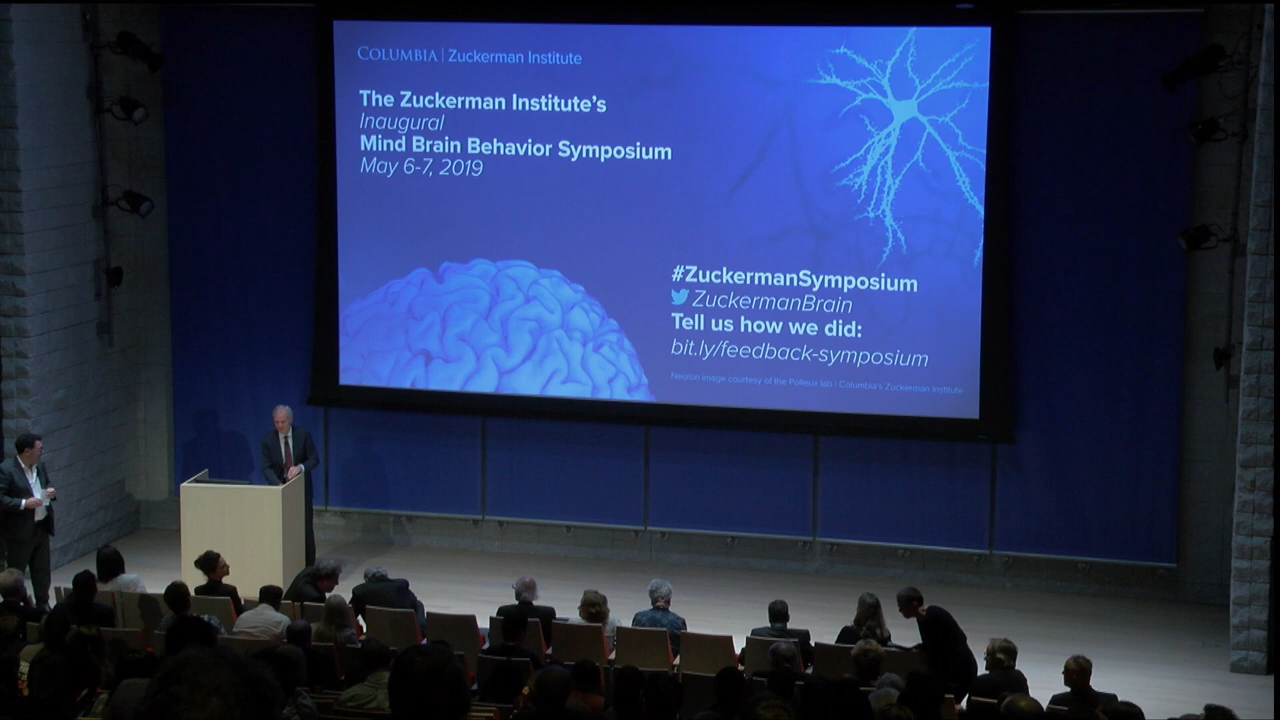 COLUMBIA | Zuckerman Institute
The Zuckerman Institute's
Inaugural
Mind Brain Behavior Symposium
May 6-7, 2019
#ZuckermanSymposium
ZuckermanBrain
Tell us how we did:
bit.ly/feedback-symposium
Neuron image courtesy of the Polleux lab | Columbia's Zuckerman Institute